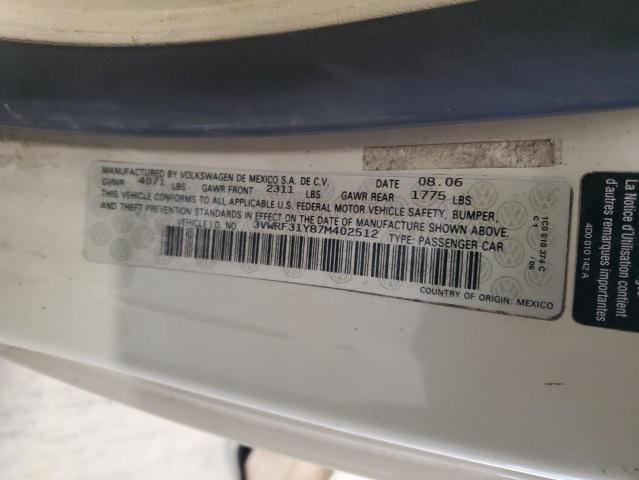 MANUFACTURED BY VOLKSWAGEN DE MEXICO S.A. DE C.V. DATE 08.06
GVWR 4071 LBS GAWR FRONT 2311 LBS GAWR REAR 1775 LBS
THIS VEHICLE CONFORMS TO ALL APPLICABLE U.S. FEDERAL MOTOR VEHICLE SAFETY, BUMPER,
AND THEFT PREVENTION STANDARDS IN EFFECT ON THE DATE OF MANUFACTURE SHOWN ABOVE.
VEHICLE I.D. NO. 3VWRF31Y87M402512 TYPE: PASSENGER CAR
COUNTRY OF ORIGIN: MEXICO
1C0 010 374 C
C1 /06
La Notice d'Utilisation contient
d'autres remarques importantes
4D0 010 142 A